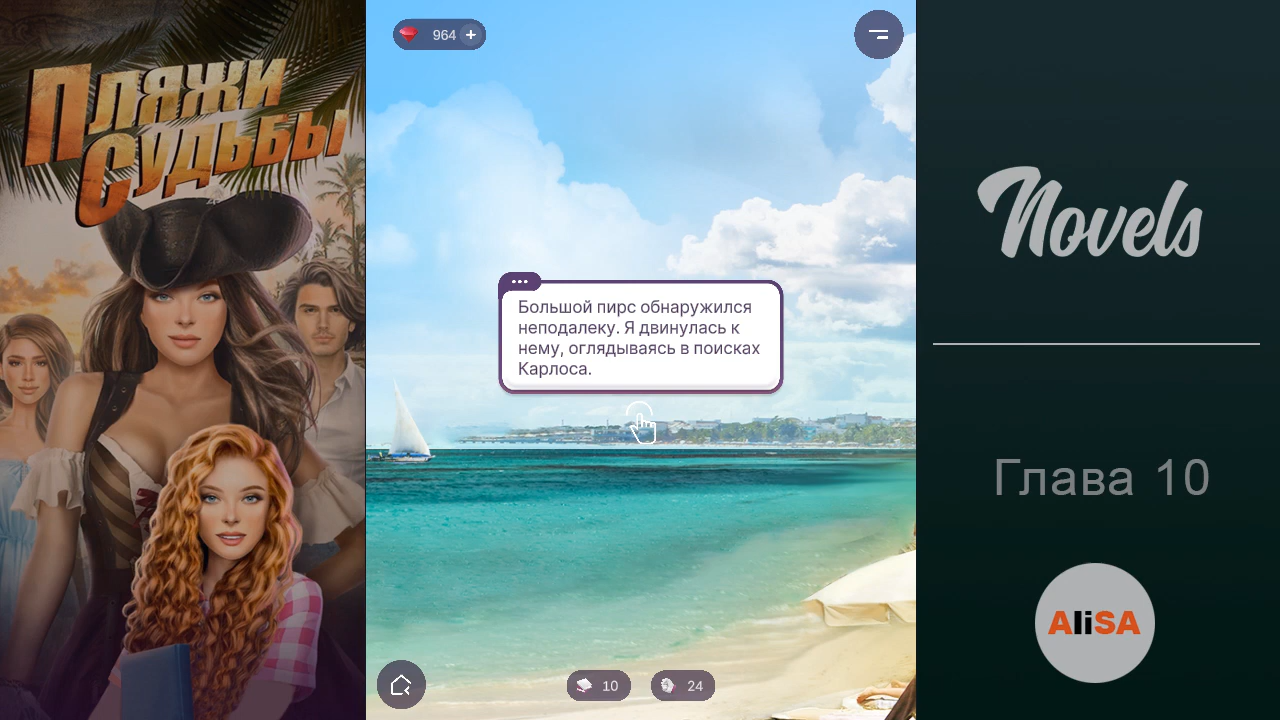 Пляжи
Судьбы
964
Большой пирс обнаружился
неподалеку. Я двинулась к
нему, оглядываясь в поисках
Карлоса.
10
24
Novels
Глава 10
AliSA